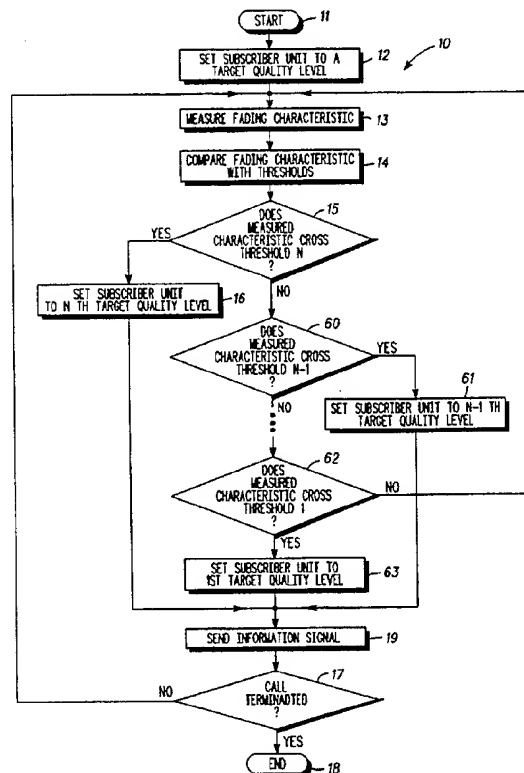 START
11
SET SUBSCRIBER UNIT TO A
TARGET QUALITY LEVEL
12
10
MEASURE FADING CHARACTERISTIC
13
COMPARE FADING CHARACTERISTIC
WITH THRESHOLDS
14
15
DOES
MEASURED
CHARACTERISTIC CROSS
THRESHOLD N
?
YES
NO
SET SUBSCRIBER UNIT
TO N TH TARGET QUALITY LEVEL
16
60
DOES
MEASURED
CHARACTERISTIC CROSS
THRESHOLD N-1
?
YES
NO
61
SET SUBSCRIBER UNIT TO N-1 TH
TARGET QUALITY LEVEL
62
DOES
MEASURED
CHARACTERISTIC CROSS
THRESHOLD 1
?
NO
YES
SET SUBSCRIBER UNIT TO
1ST TARGET QUALITY LEVEL
63
SEND INFORMATION SIGNAL
19
17
CALL
TERMINADTED
?
NO
YES
END
18